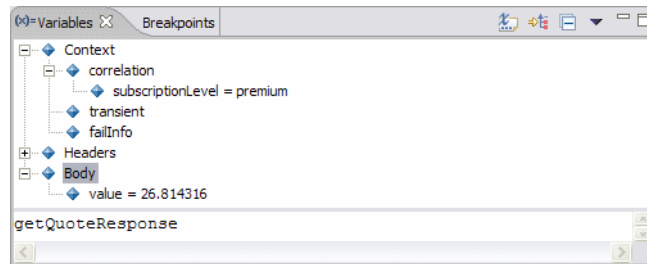 (x)= Variables Breakpoints
Context
correlation
subscriptionLevel = premium
transient
failInfo
Headers
Body
value = 26.814316
getQuoteResponse